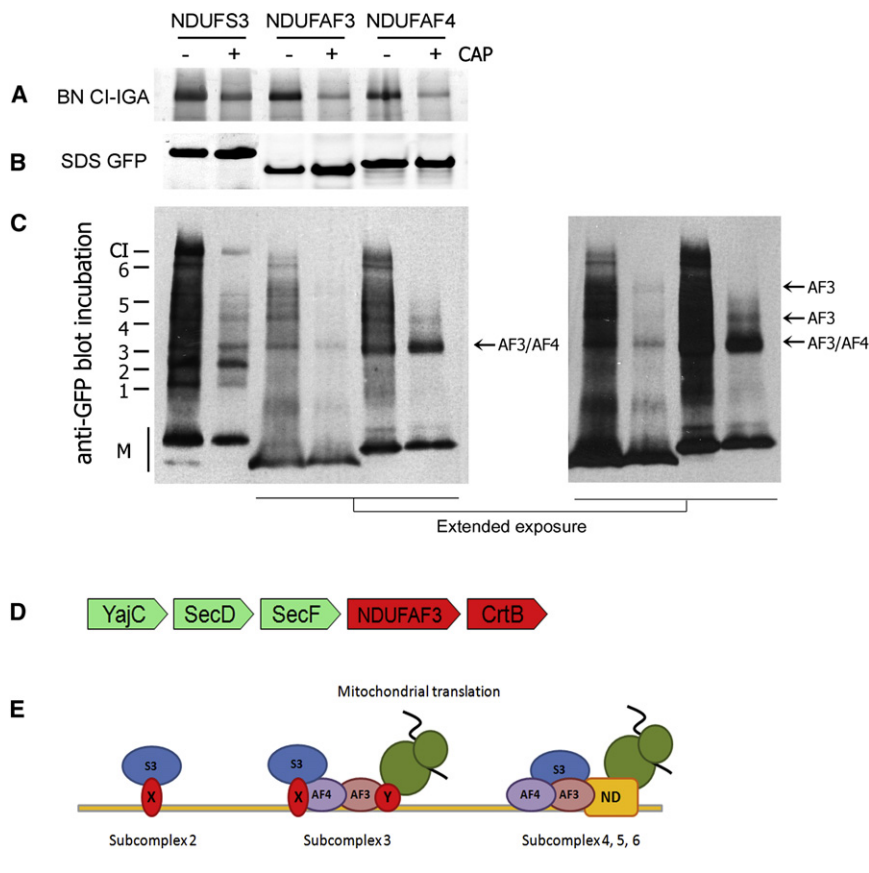 NDUFS3 NDUFAF3 NDUFAF4
- + - + - + CAP
A BN CI-IGA
B SDS GFP
C
anti-GFP blot incubation
CI
6
5
4
3
2
1
M
←AF3/AF4
←AF3
←AF3
←AF3/AF4
Extended exposure
D YajC SecD SecF NDUFAF3 CrtB
E
Mitochondrial translation
S3 X
S3 X AF4 AF3 Y
S3 AF4 AF3 ND
Subcomplex 2 Subcomplex 3 Subcomplex 4, 5, 6